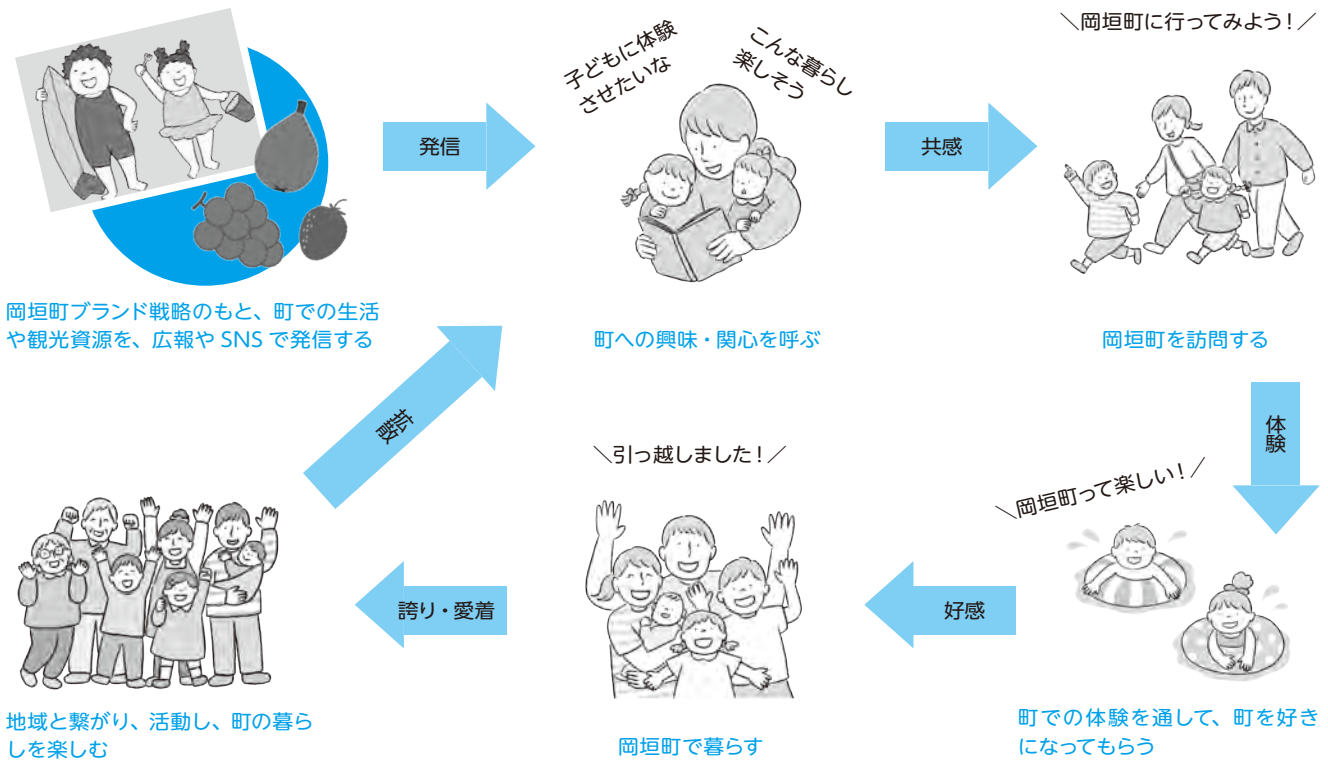 子どもに体験
させたいな
こんな暮らし
楽しそう
＼岡垣町に行ってみよう！／
発信
共感
岡垣町ブランド戦略のもと、町での生活
や観光資源を、広報や SNS で発信する
町への興味・関心を呼ぶ
岡垣町を訪問する
拡散
体験
＼引っ越しました！／
＼岡垣町って楽しい！／
誇り・愛着
好感
地域と繋がり、活動し、町の暮ら
しを楽しむ
岡垣町で暮らす
町での体験を通して、町を好き
になってもらう